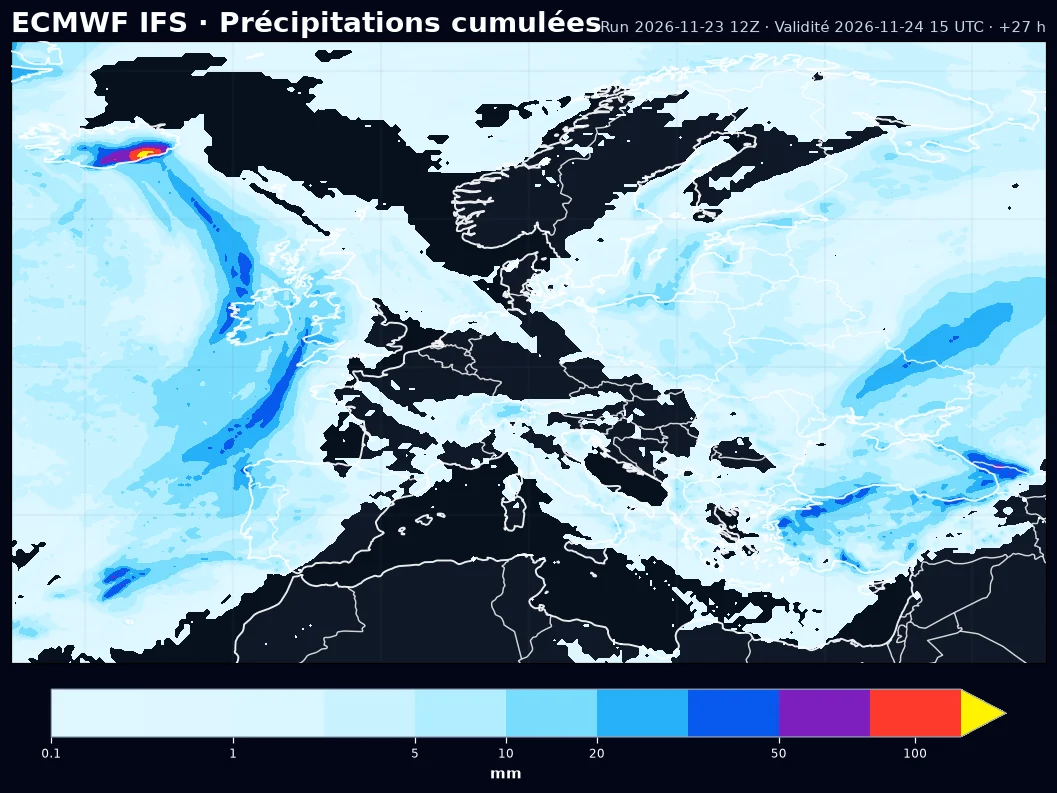 ECMWF IFS · Précipitations cumulées
Run 2026-11-23 12Z · Validité 2026-11-24 15 UTC · +27 h
0.1 1 5 10 20 50 100
mm